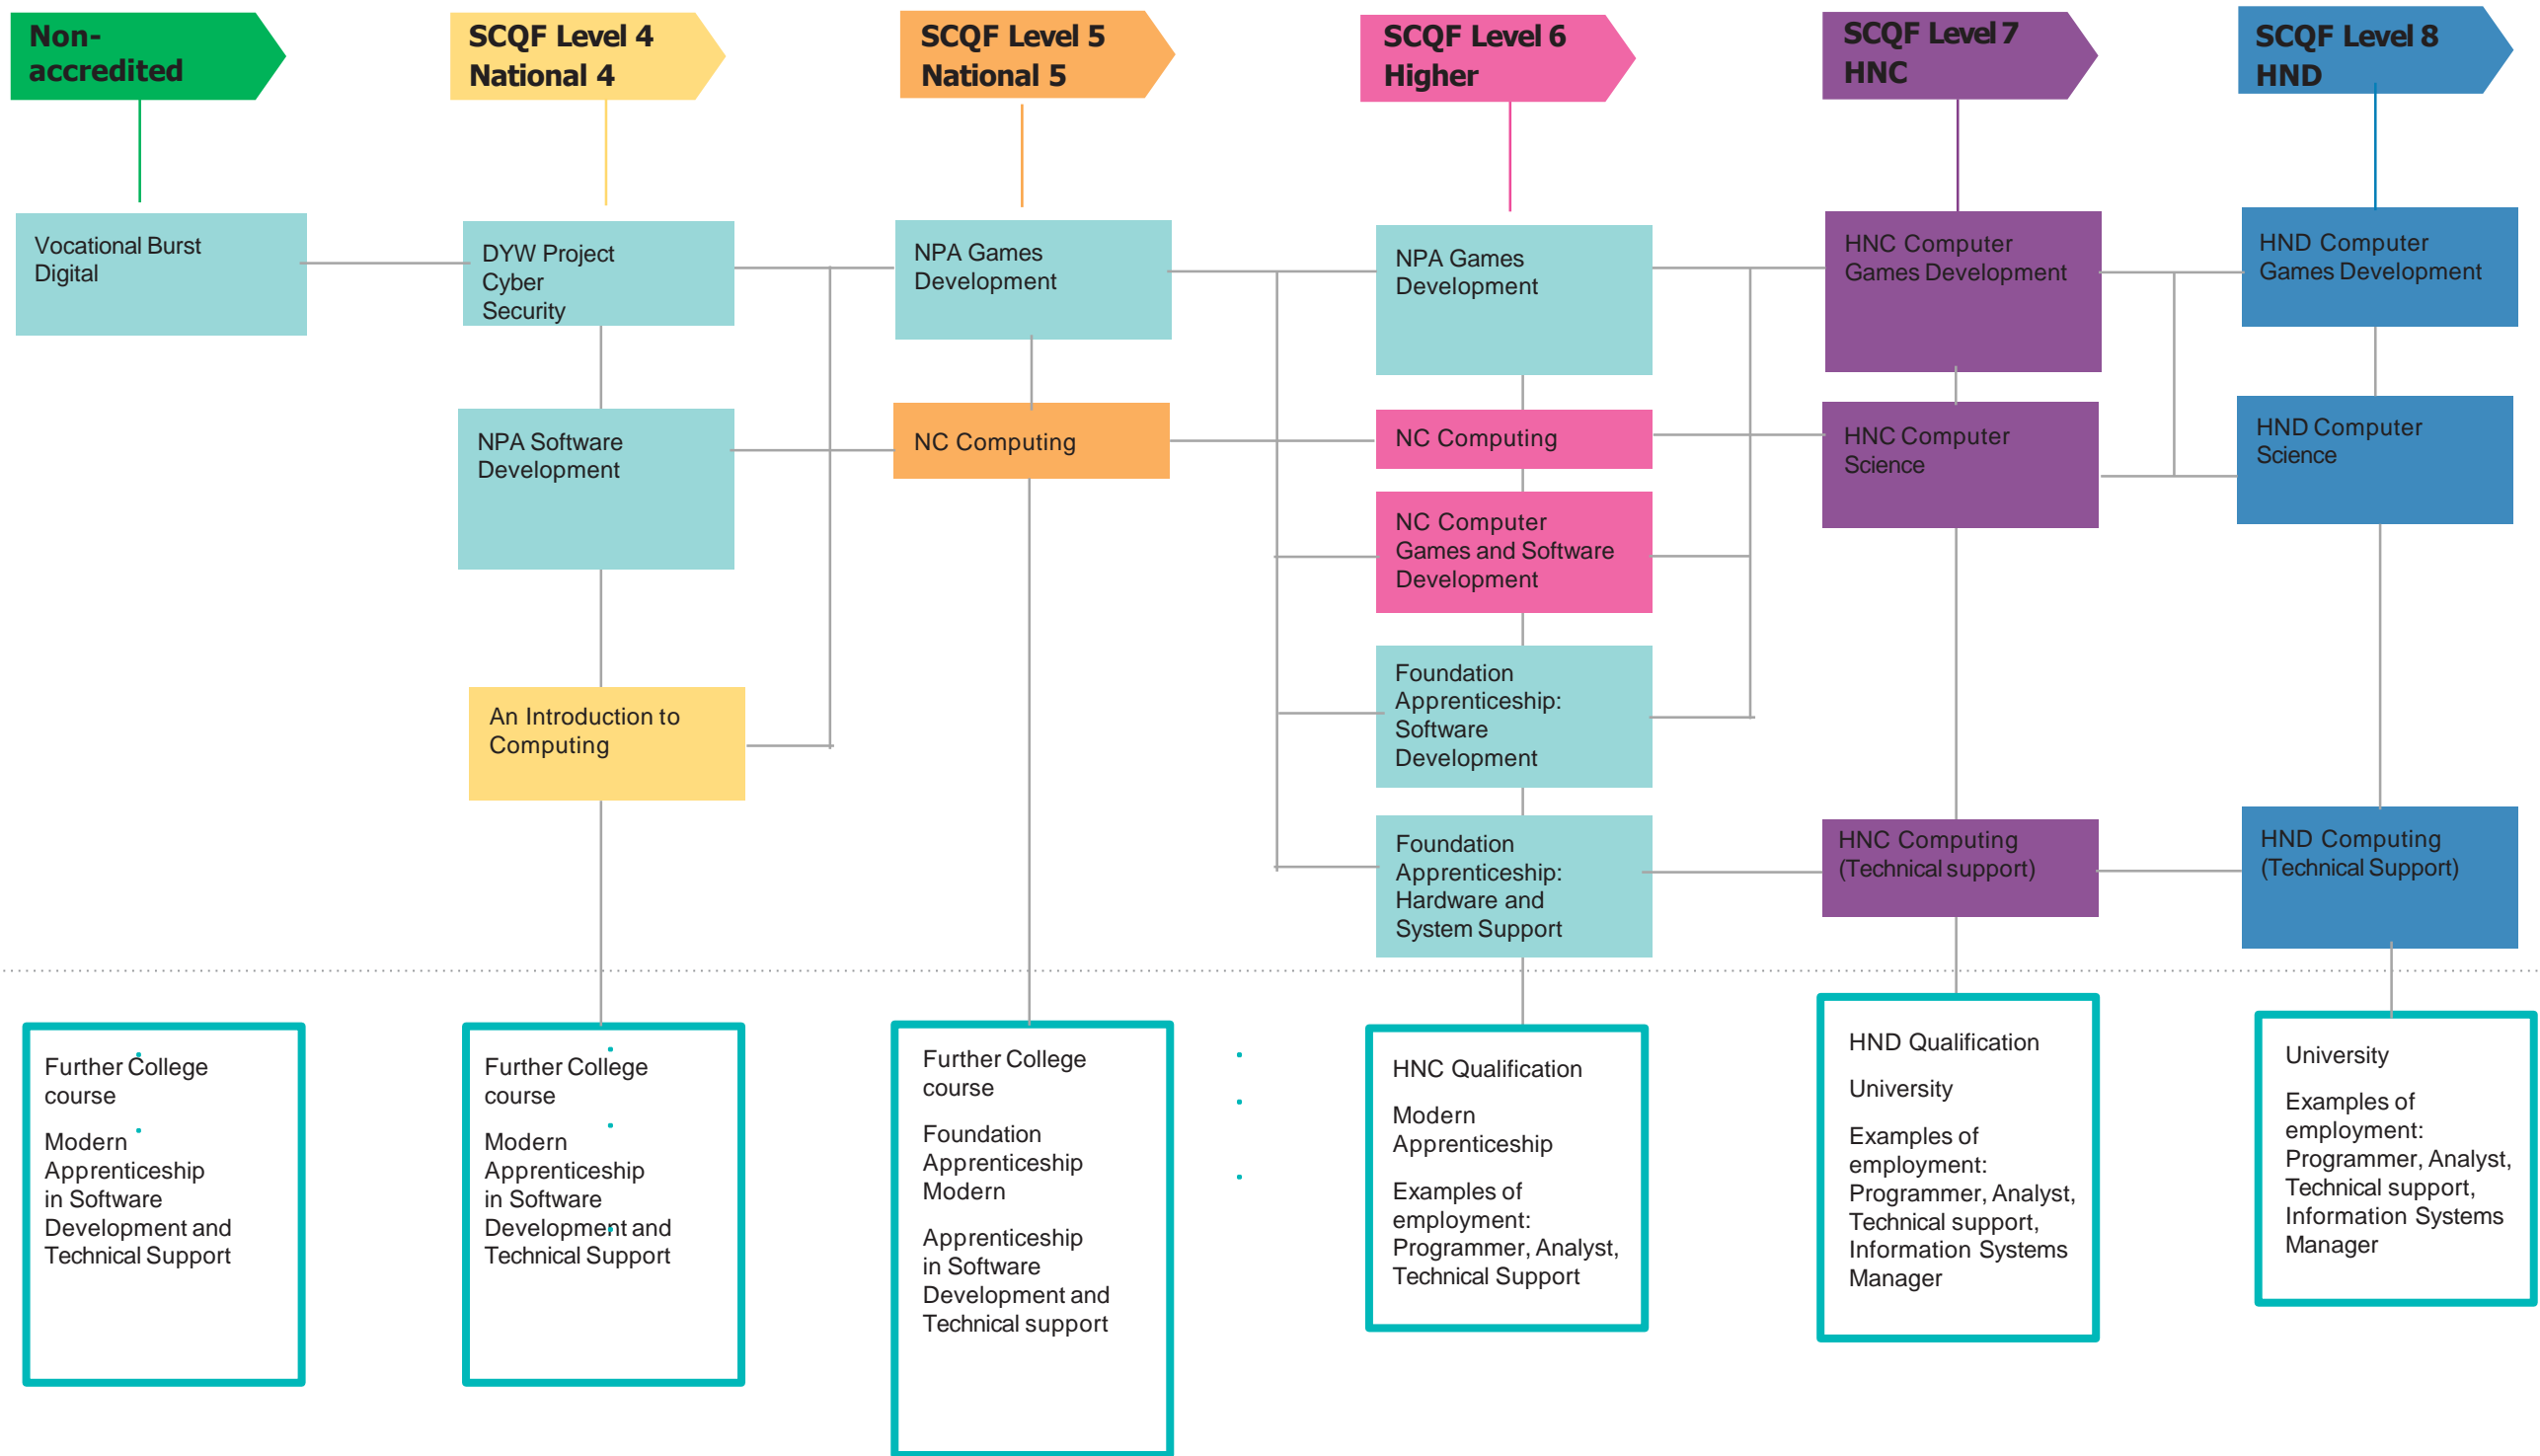 Non-
accredited
SCQF Level 4
National 4
SCQF Level 5
National 5
SCQF Level 6
Higher
SCQF Level 7
HNC
SCQF Level 8
HND
Vocational Burst
Digital
DYW Project
Cyber
Security
NPA Games
Development
NPA Games
Development
HNC Computer
Games Development
HND Computer
Games Development
NPA Software
Development
NC Computing
NC Computing
HNC Computer
Science
HND Computer
Science
NC Computer
Games and Software
Development
An Introduction to
Computing
Foundation
Apprenticeship:
Software
Development
Foundation
Apprenticeship:
Hardware and
System Support
HNC Computing
(Technical support)
HND Computing
(Technical Support)
Further College
course
Modern
Apprenticeship
in Software
Development and
Technical Support
Further College
course
Modern
Apprenticeship
in Software
Development and
Technical Support
Further College
course
Foundation
Apprenticeship
Modern
Apprenticeship
in Software
Development and
Technical support
HNC Qualification
Modern
Apprenticeship
Examples of
employment:
Programmer, Analyst,
Technical Support
HND Qualification
University
Examples of
employment:
Programmer, Analyst,
Technical support,
Information Systems
Manager
University
Examples of
employment:
Programmer, Analyst,
Technical support,
Information Systems
Manager